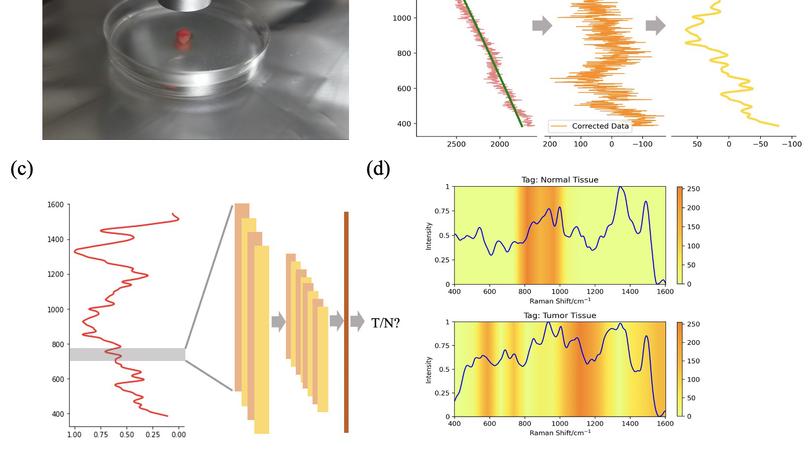 1000
800
600
400
2500 2000
200 100 0 −100
50 0 −50 −100
Corrected Data
(c)
(d)
1600
1400
1200
1000
800
600
400
1.00 0.75 0.50 0.25 0.00
T/N?
Tag: Normal Tissue
Intensity
1
0.75
0.5
0.25
0
400 600 800 1000 1200 1400 1600
Raman Shift/cm⁻¹
250
200
150
100
50
0
Tag: Tumor Tissue
Intensity
1
0.75
0.5
0.25
0
400 600 800 1000 1200 1400 1600
Raman Shift/cm⁻¹
250
200
150
100
50
0